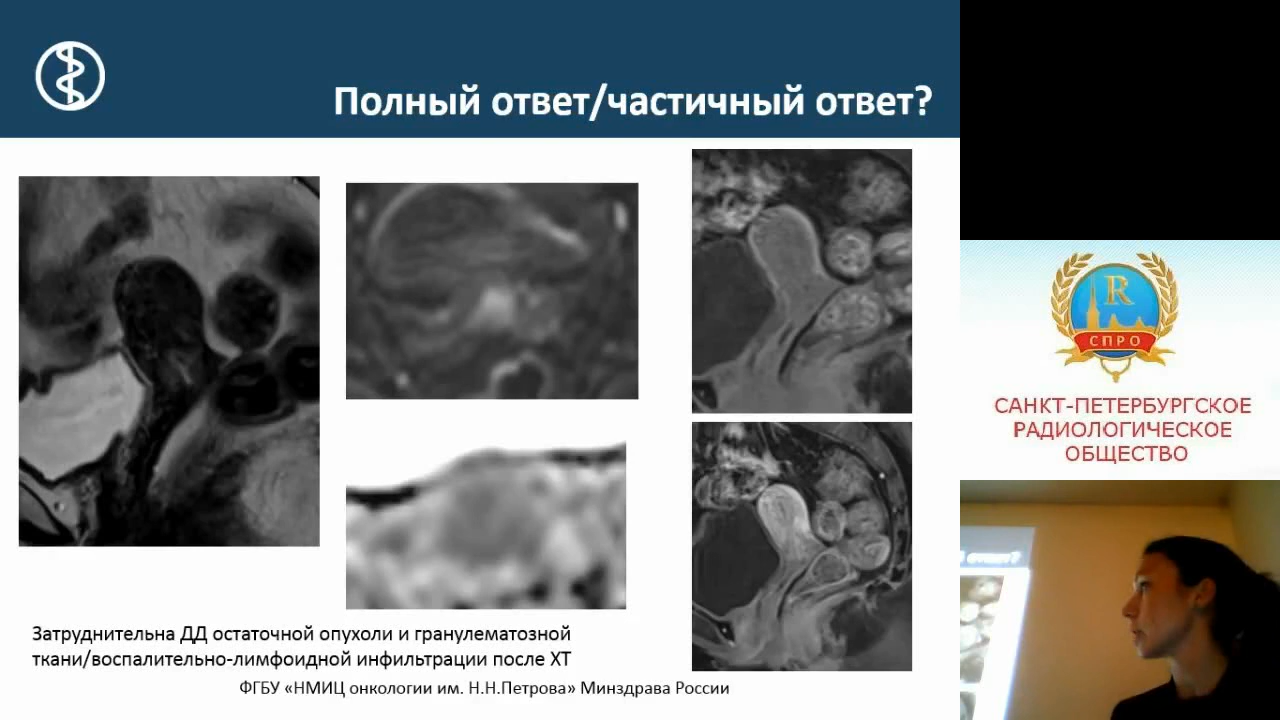 Полный ответ/частичный ответ?
Затруднительна ДД остаточной опухоли и гранулематозной
ткани/воспалительно-лимфоидной инфильтрации после ХТ
ФГБУ «НМИЦ онкологии им. Н.Н.Петрова» Минздрава России
R
СПРО
САНКТ-ПЕТЕРБУРГСКОЕ
РАДИОЛОГИЧЕСКОЕ
ОБЩЕСТВО